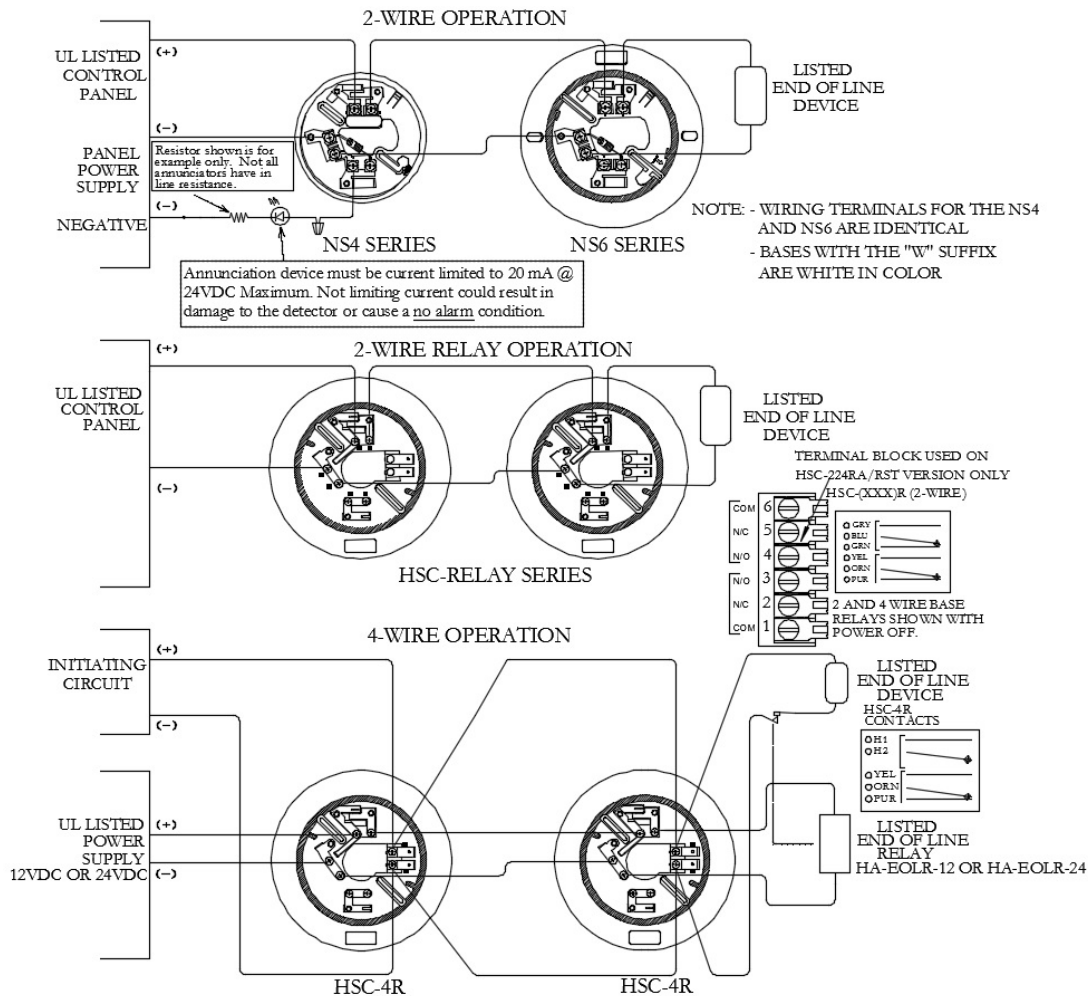 2-WIRE OPERATION
UL LISTED
CONTROL
PANEL
(+)
(-)
PANEL
POWER
SUPPLY
(-)
NEGATIVE
Resistor shown is for
example only. Not all
annunciators have in
line resistance.
LISTED
END OF LINE
DEVICE
NS4 SERIES
NS6 SERIES
NOTE: - WIRING TERMINALS FOR THE NS4
AND NS6 ARE IDENTICAL
- BASES WITH THE "W" SUFFIX
ARE WHITE IN COLOR
Annunciation device must be current limited to 20 mA @
24VDC Maximum. Not limiting current could result in
damage to the detector or cause a no alarm condition.
2-WIRE RELAY OPERATION
(+)
UL LISTED
CONTROL
PANEL
(-)
LISTED
END OF LINE
DEVICE
HSC-RELAY SERIES
TERMINAL BLOCK USED ON
HSC-224RA/RST VERSION ONLY
HSC-(XXX)R (2-WIRE)
COM 6
N/C 5
N/O 4
N/O 3
N/C 2
COM 1
GRY
BLU
GRN
YEL
ORN
PUR
2 AND 4 WIRE BASE
RELAYS SHOWN WITH
POWER OFF.
4-WIRE OPERATION
(+)
INITIATING
CIRCUIT
(-)
LISTED
END OF LINE
DEVICE
HSC-4R
CONTACTS
H1
H2
YEL
ORN
PUR
UL LISTED
POWER
SUPPLY
12VDC OR 24VDC
(+)
(-)
LISTED
END OF LINE
RELAY
HA-EOLR-12 OR HA-EOLR-24
HSC-4R
HSC-4R